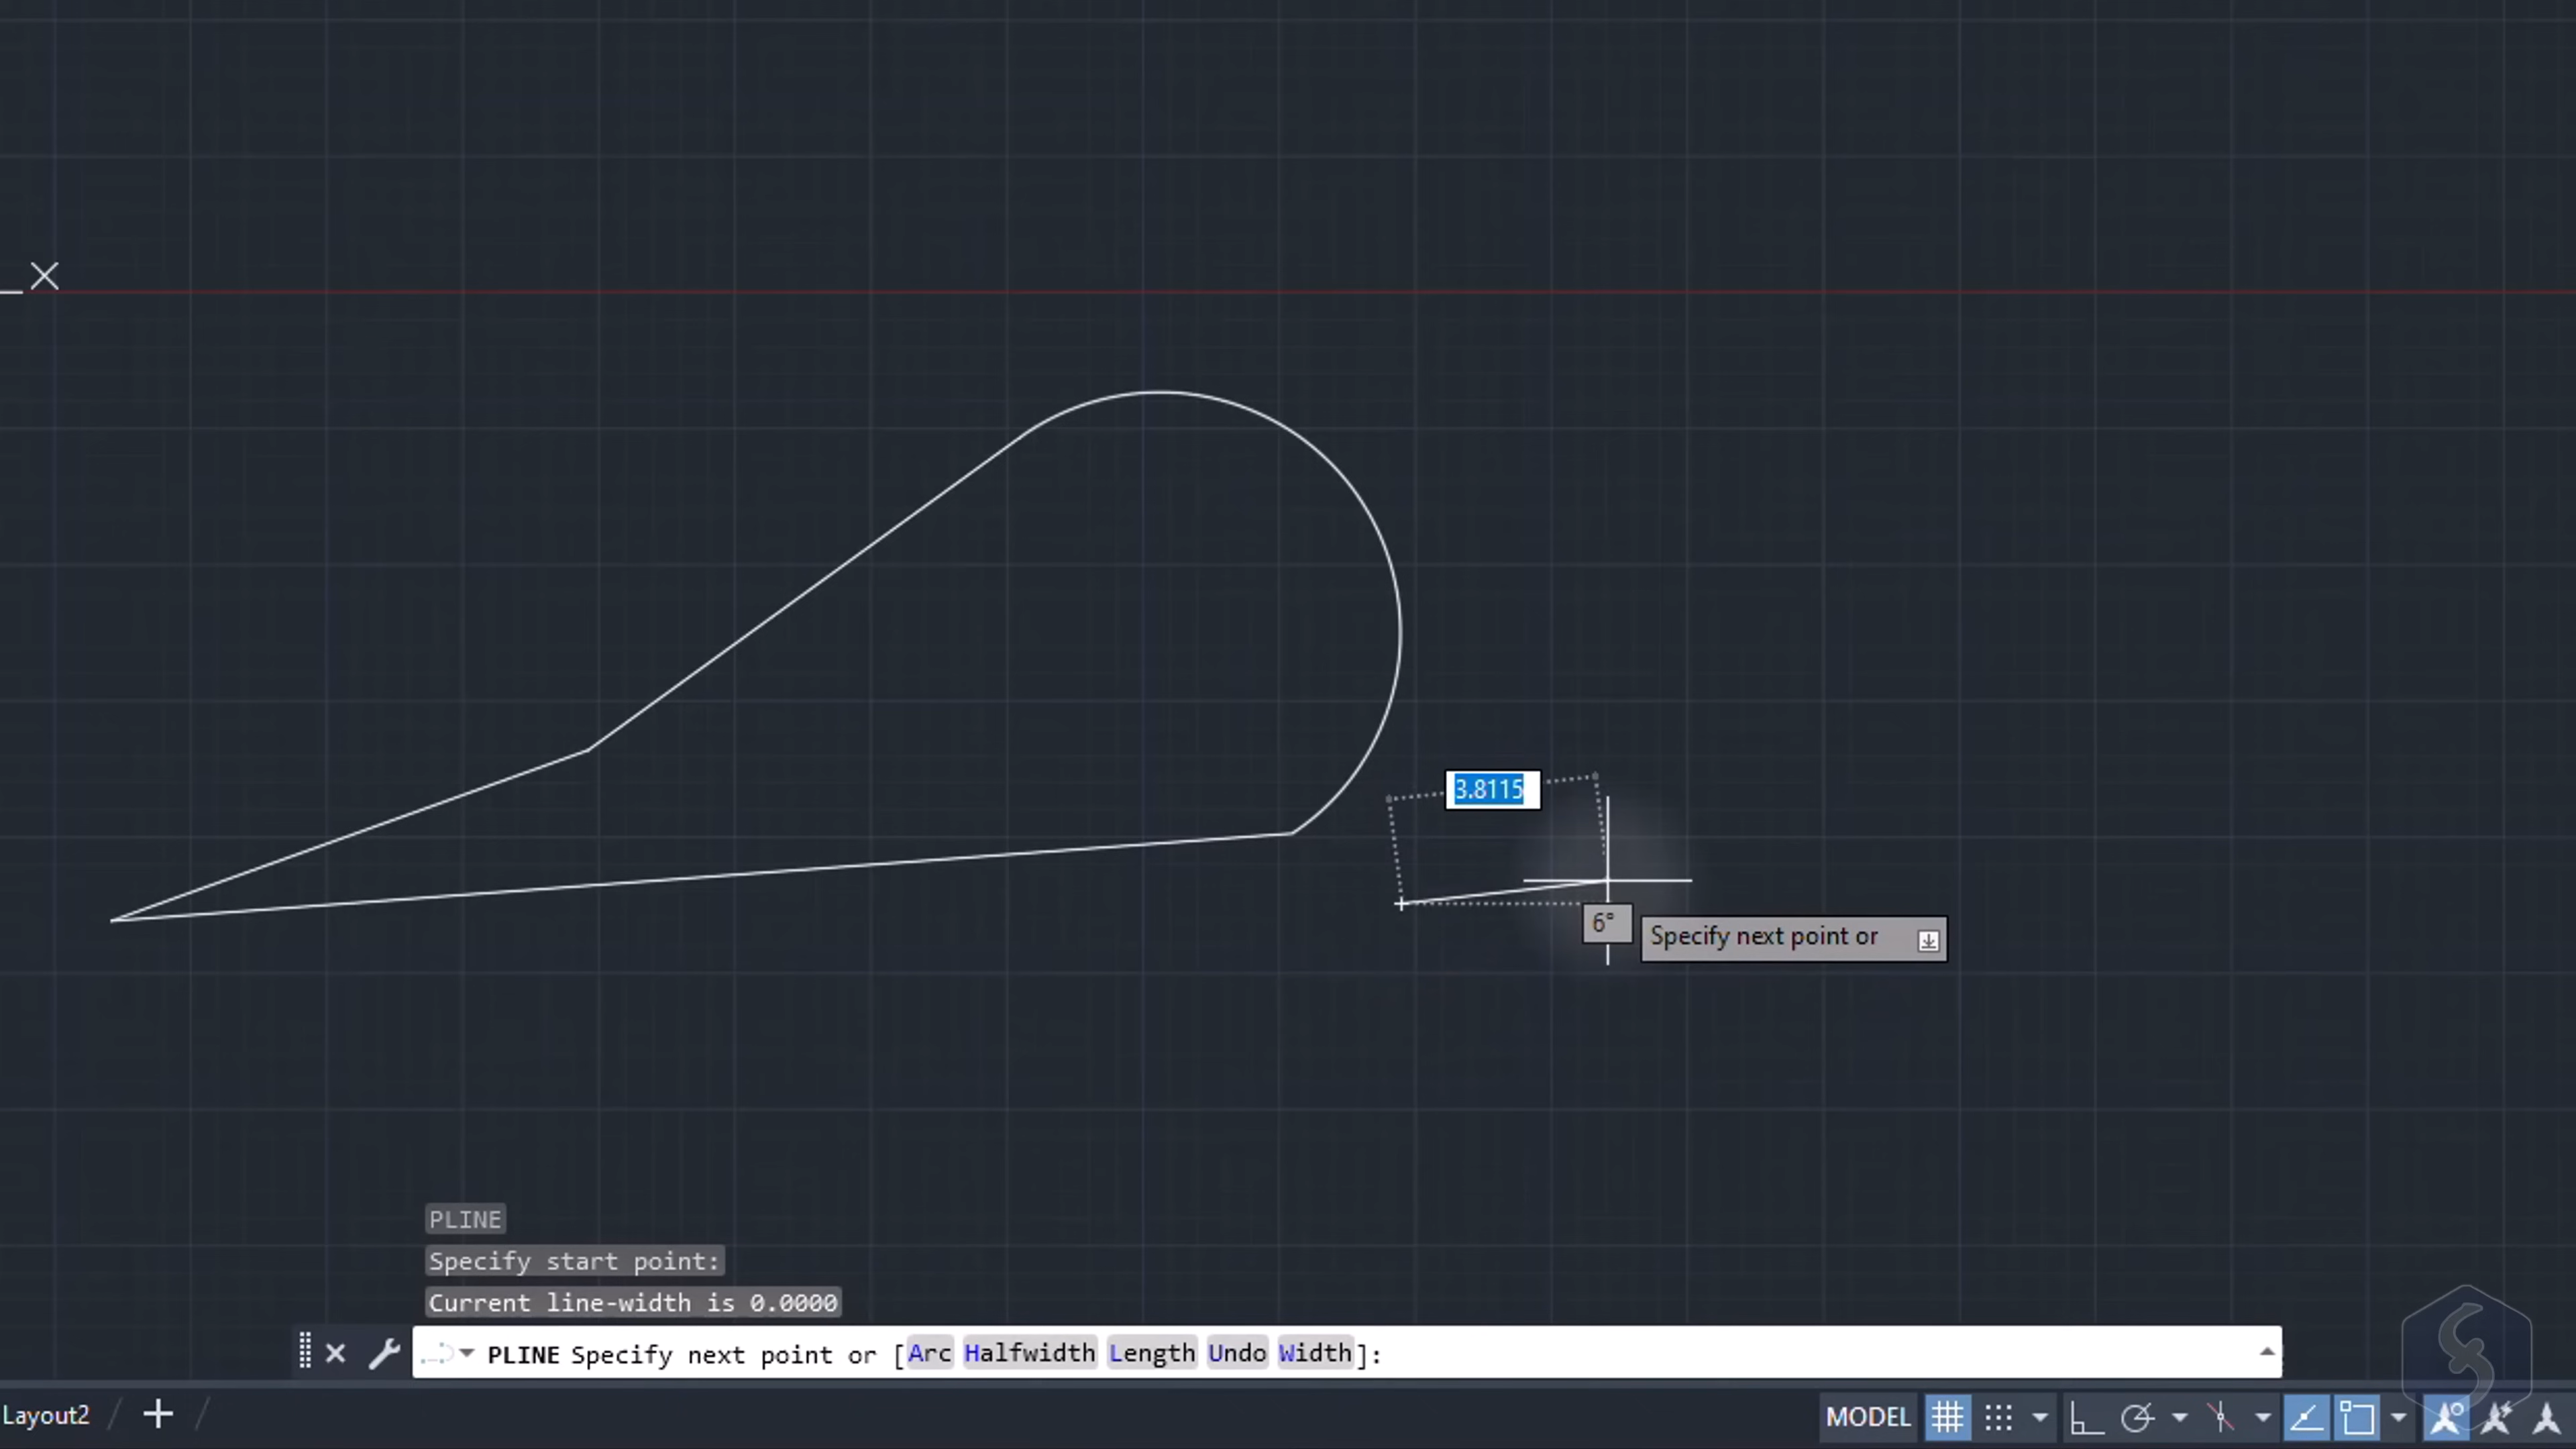 3.8115
6°
Specify next point or
PLINE
Specify start point:
Current line-width is 0.0000
PLINE Specify next point or [Arc Halfwidth Length Undo Width]:
Layout2 / + /
MODEL